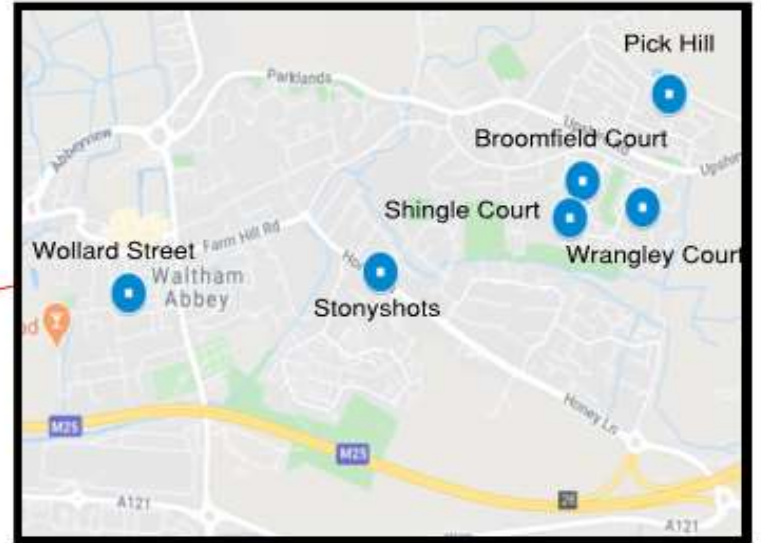 Pick Hill
Parklands
Abbeyview
Broomfield Court
Shingle Court
Wrangley Court
Farm Hill Rd
Wollard Street
Waltham
Abbey
Stonyshots
M25
M25
Honey Ln
A121
26
A121